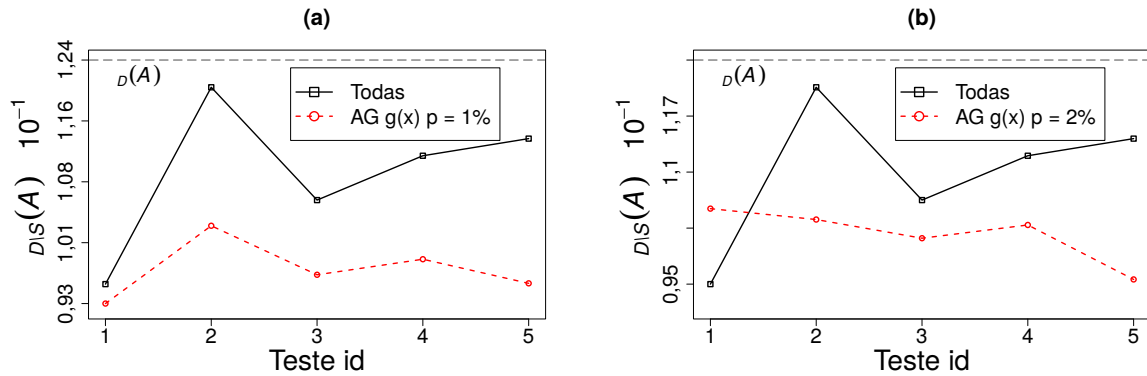 (a)
D|S(A) 10⁻¹
1,24
1,16
1,08
1,01
0,93
D(A)
Todas
AG g(x) p = 1%
1 2 3 4 5
Teste id
(b)
D|S(A) 10⁻¹
1,17
1,1
0,95
D(A)
Todas
AG g(x) p = 2%
1 2 3 4 5
Teste id